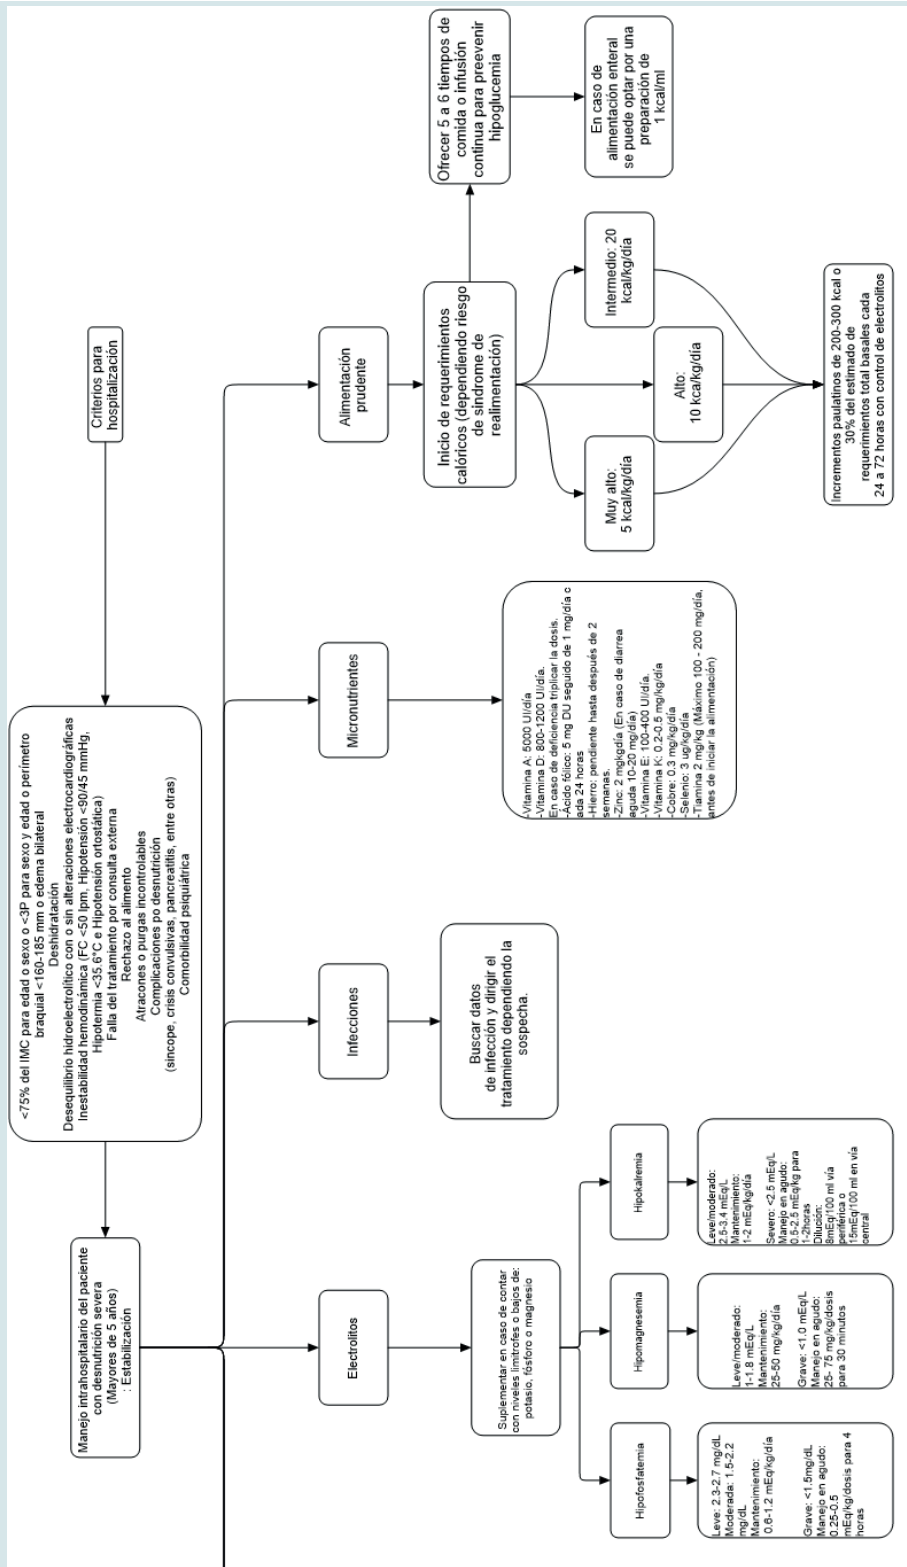 Criterios para
hospitalización
<75% del IMC para edad o sexo o <3P para sexo y edad o perímetro
braquial <160-185 mm o edema bilateral
Deshidratación
Desequilibrio hidroelectrolítico con o sin alteraciones electrocardiográficas
Inestabilidad hemodinámica (FC <50 lpm, Hipotensión <90/45 mmHg,
Hipotermia <35.6°C e Hipotensión ortostática)
Falla del tratamiento por consulta externa
Rechazo al alimento
Atracones o purgas incontrolables
Complicaciones po desnutrición
(sincope, crisis convulsivas, pancreatitis, entre otras)
Comorbilidad psiquiátrica
Manejo intrahospitalario del paciente
con desnutrición severa
(Mayores de 5 años)
: Estabilización
Electrolitos
Suplementar en caso de contar
con niveles limítrofes o bajos de:
potasio, fósforo o magnesio
Hipofosfatemia
Leve: 2.3-2.7 mg/dL
Moderada: 1.5-2.2
mg/dL
Mantenimiento:
0.6-1.2 mEq/kg/día
Grave: <1.5mg/dL
Manejo en agudo:
0.25-0.5
mEq/kg/dosis para 4
horas
Hipomagnesemia
Leve/moderado:
1-1.8 mEq/L
Mantenimiento:
25-50 mg/kg/día
Grave: <1.0 mEq/L
Manejo en agudo:
25- 75 mg/kg/dosis
para 30 minutos
Hipokalremia
Leve/moderado:
2.5-3.4 mEq/L
Mantenimiento:
1-2 mEq/kg/día
Severo: <2.5 mEq/L
Manejo en agudo:
0.5-2.5 mEq/kg para
1-2horas
Dilución:
8mEq/100 ml vía
periférica o
15mEq/100 ml en vía
central
Infecciones
Buscar datos
de infección y dirigir el
tratamiento dependiendo la
sospecha.
Micronutrientes
-Vitamina A: 5000 UI/día
-Vitamina D: 800-1200 UI/día.
En caso de deficiencia triplicar la dosis.
-Ácido fólico: 5 mg DU seguido de 1 mg/día c
ada 24 horas
-Hierro: pendiente hasta después de 2
semanas.
-Zinc: 2 mgkgdía (En caso de diarrea
aguda 10-20 mg/día)
-Vitamina E: 100-400 UI/día.
-Vitamina K: 0.2-0.5 mg/kg/día
-Cobre: 0.3 mg/kg/día
-Selenio: 3 ug/kg/día
-Tiamina 2 mg/kg (Máximo 100 - 200 mg/día,
antes de iniciar la alimentación)
Alimentación
prudente
Inicio de requerimientos
calóricos (dependiendo riesgo
de síndrome de
realimentación)
Ofrecer 5 a 6 tiempos de
comida o infusión
continua para preevenir
hipoglucemia
En caso de
alimentación enteral
se puede optar por una
preparación de
1 kcal/ml
Muy alto:
5 kcal/kg/día
Alto:
10 kca/kg/día
Intermedio: 20
kcal/kg/día
Incrementos paulatinos de 200-300 kcal o
30% del estimado de
requerimientos total basales cada
24 a 72 horas con control de electrolitos